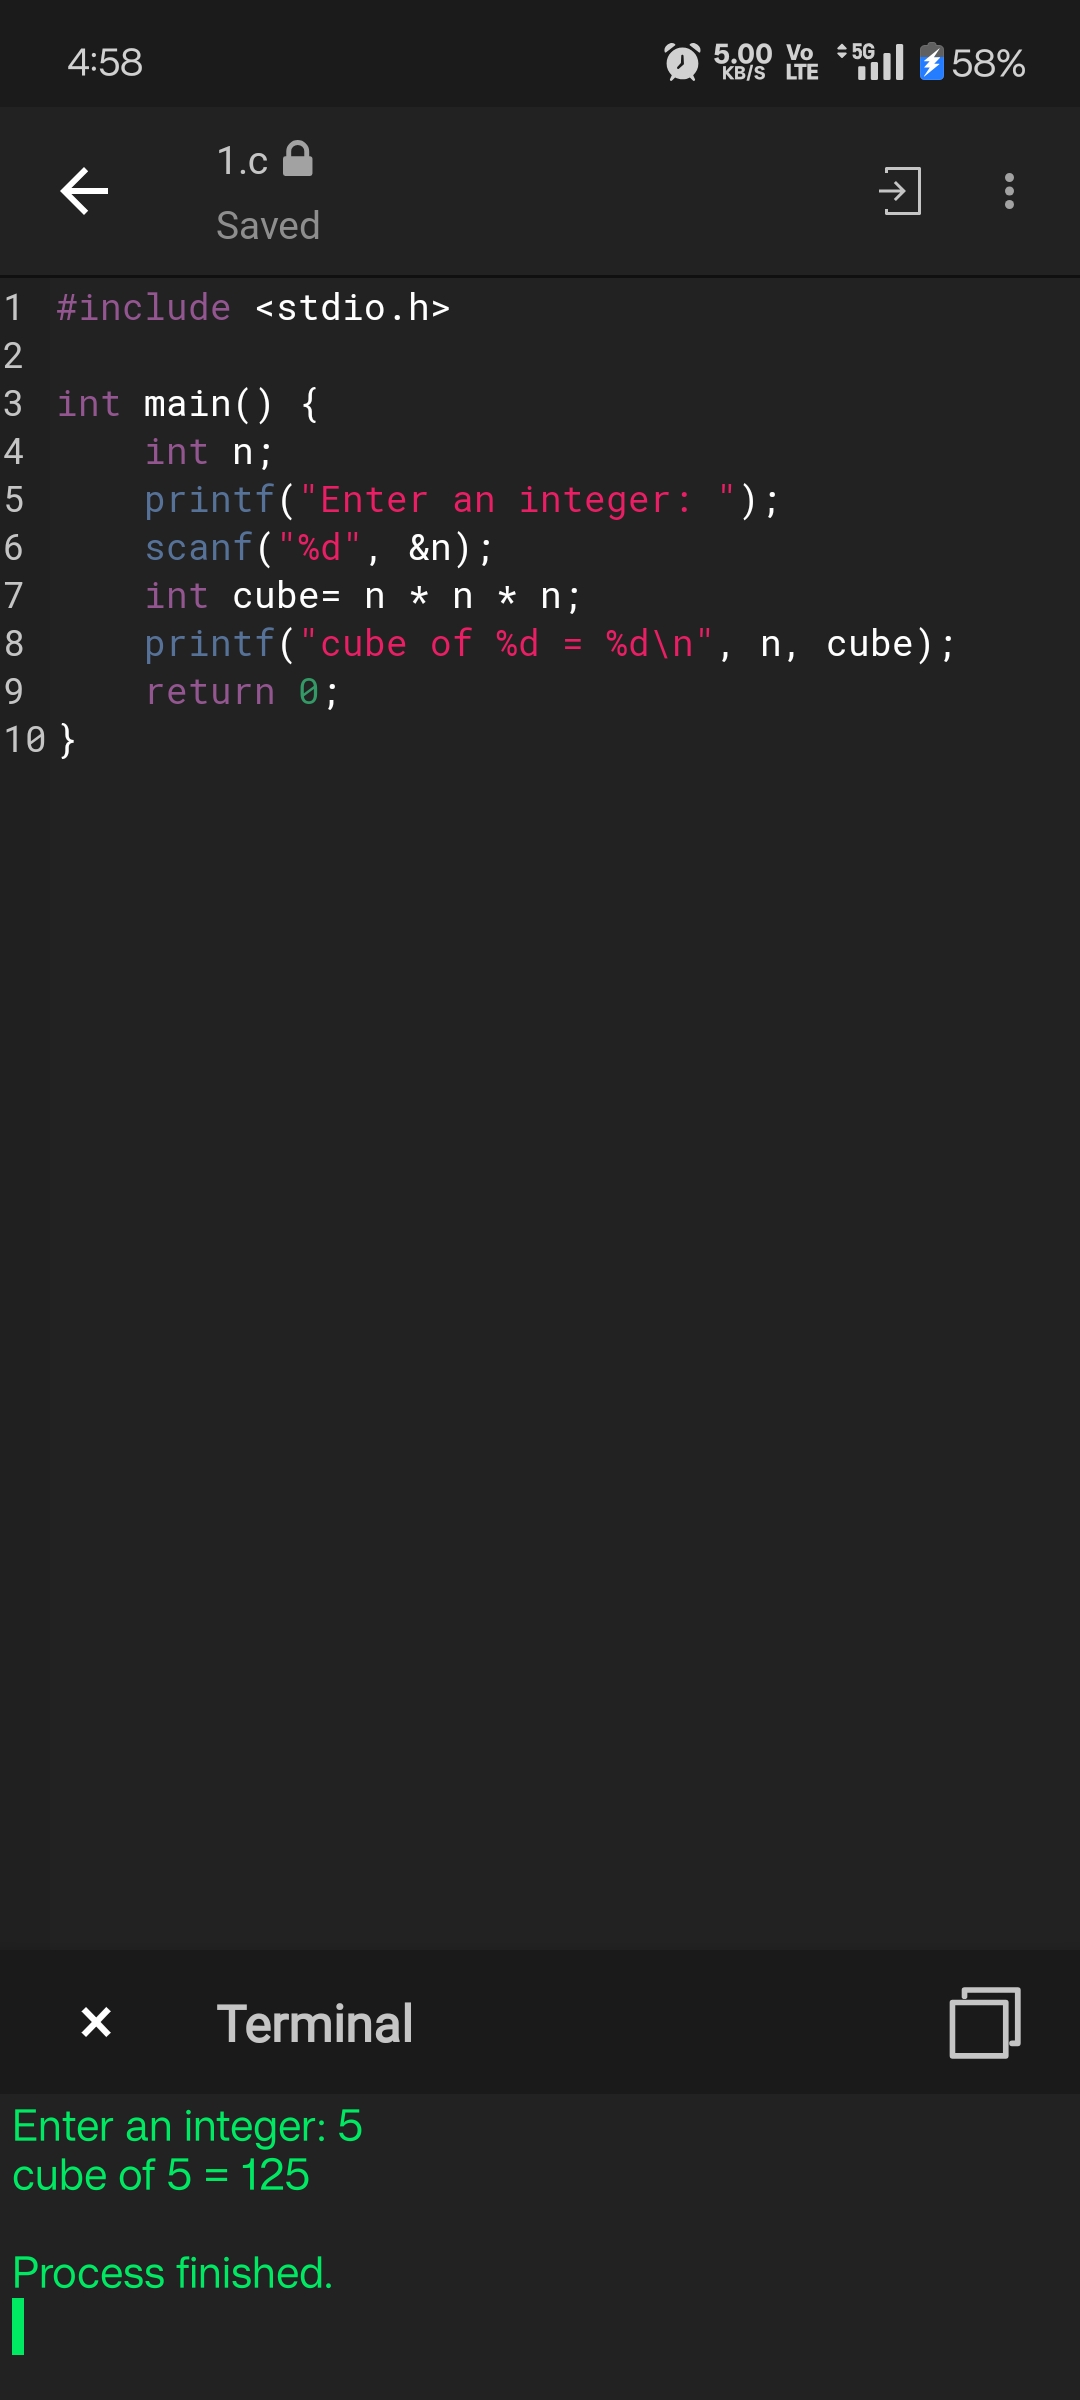 4:58 5.00 KB/S Vo LTE 5G 58%
1.c
Saved
1 #include <stdio.h>
2
3 int main() {
4     int n;
5     printf("Enter an integer: ");
6     scanf("%d", &n);
7     int cube= n * n * n;
8     printf("cube of %d = %d\n", n, cube);
9     return 0;
10 }
Terminal
Enter an integer: 5
cube of 5 = 125
Process finished.